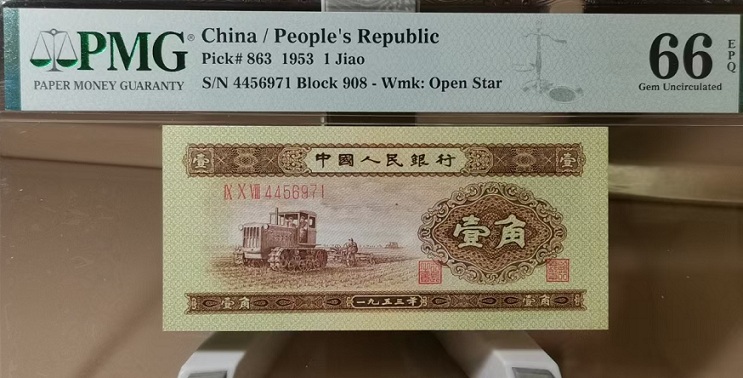 PMG®
PAPER MONEY GUARANTY
China / People's Republic
Pick# 863 1953 1 Jiao
S/N 4456971 Block 908 - Wmk: Open Star
66 EPQ
Gem Uncirculated
壹 中國人民銀行 壹
IX X VIII 4456971
壹角
壹角 一九五三年 壹角